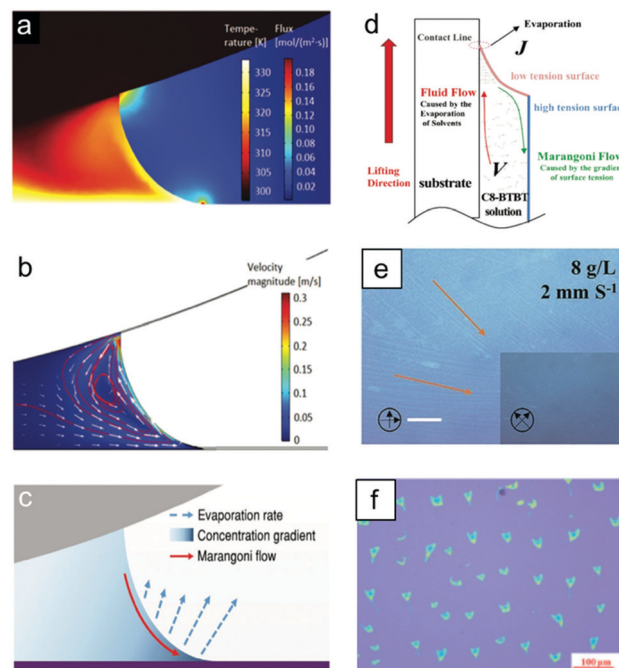 a
Tempe-
rature [K]
Flux
[mol/(m²·s)]
330
325
320
315
310
305
300
0.18
0.16
0.14
0.12
0.10
0.08
0.06
0.04
0.02
b
Velocity
magnitude [m/s]
0.3
0.25
0.2
0.15
0.1
0.05
0
c
Evaporation rate
Concentration gradient
Marangoni flow
d
Evaporation
Contact Line
J
low tension surface
Fluid Flow
Caused by the
Evaporation
of Solvents
high tension surface
Marangoni Flow
Caused by the gradient
of surface tension
Lifting
Direction
substrate
V
C8-BTBT
solution
e
8 g/L
2 mm S⁻¹
f
100 μm